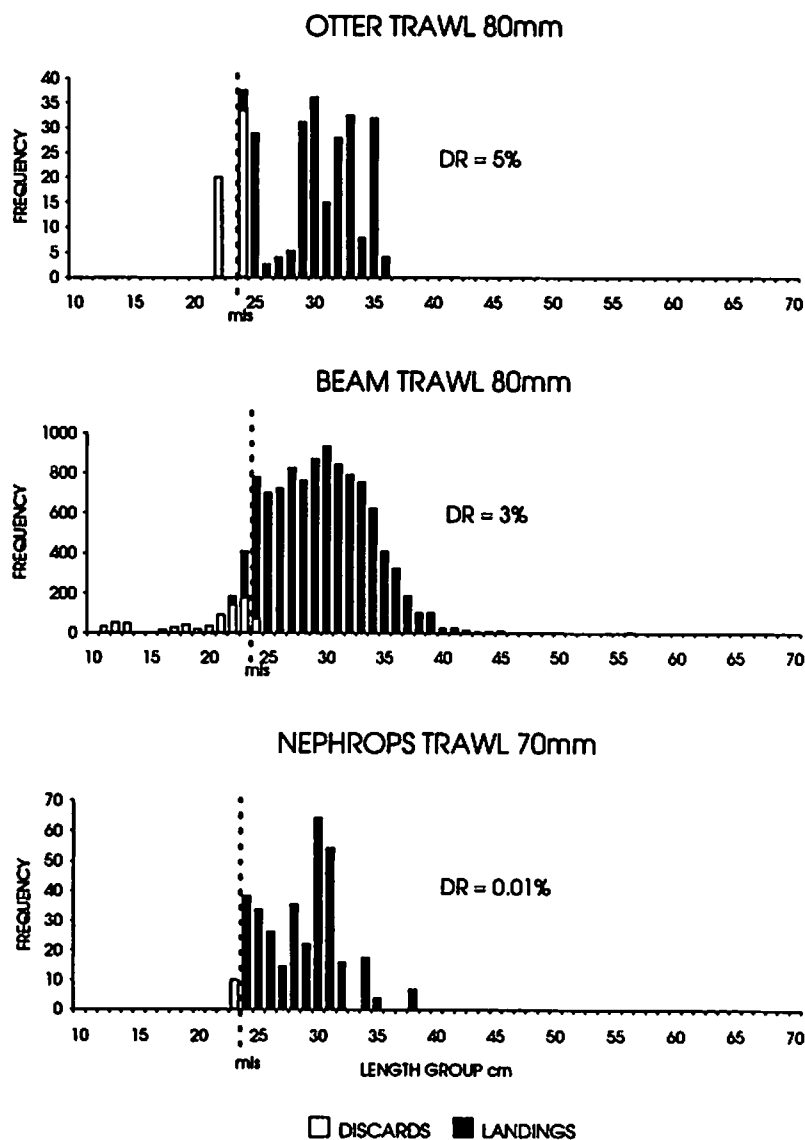 OTTER TRAWL 80mm
FREQUENCY
40
35
30
25
20
15
10
5
0
DR = 5%
10 15 20 25 30 35 40 45 50 55 60 65 70
mls
BEAM TRAWL 80mm
FREQUENCY
1000
800
600
400
200
0
DR = 3%
10 15 20 25 30 35 40 45 50 55 60 65 70
mls
NEPHROPS TRAWL 70mm
FREQUENCY
70
60
50
40
30
20
10
0
DR = 0.01%
10 15 20 25 30 35 40 45 50 55 60 65 70
mls
LENGTH GROUP cm
DISCARDS LANDINGS